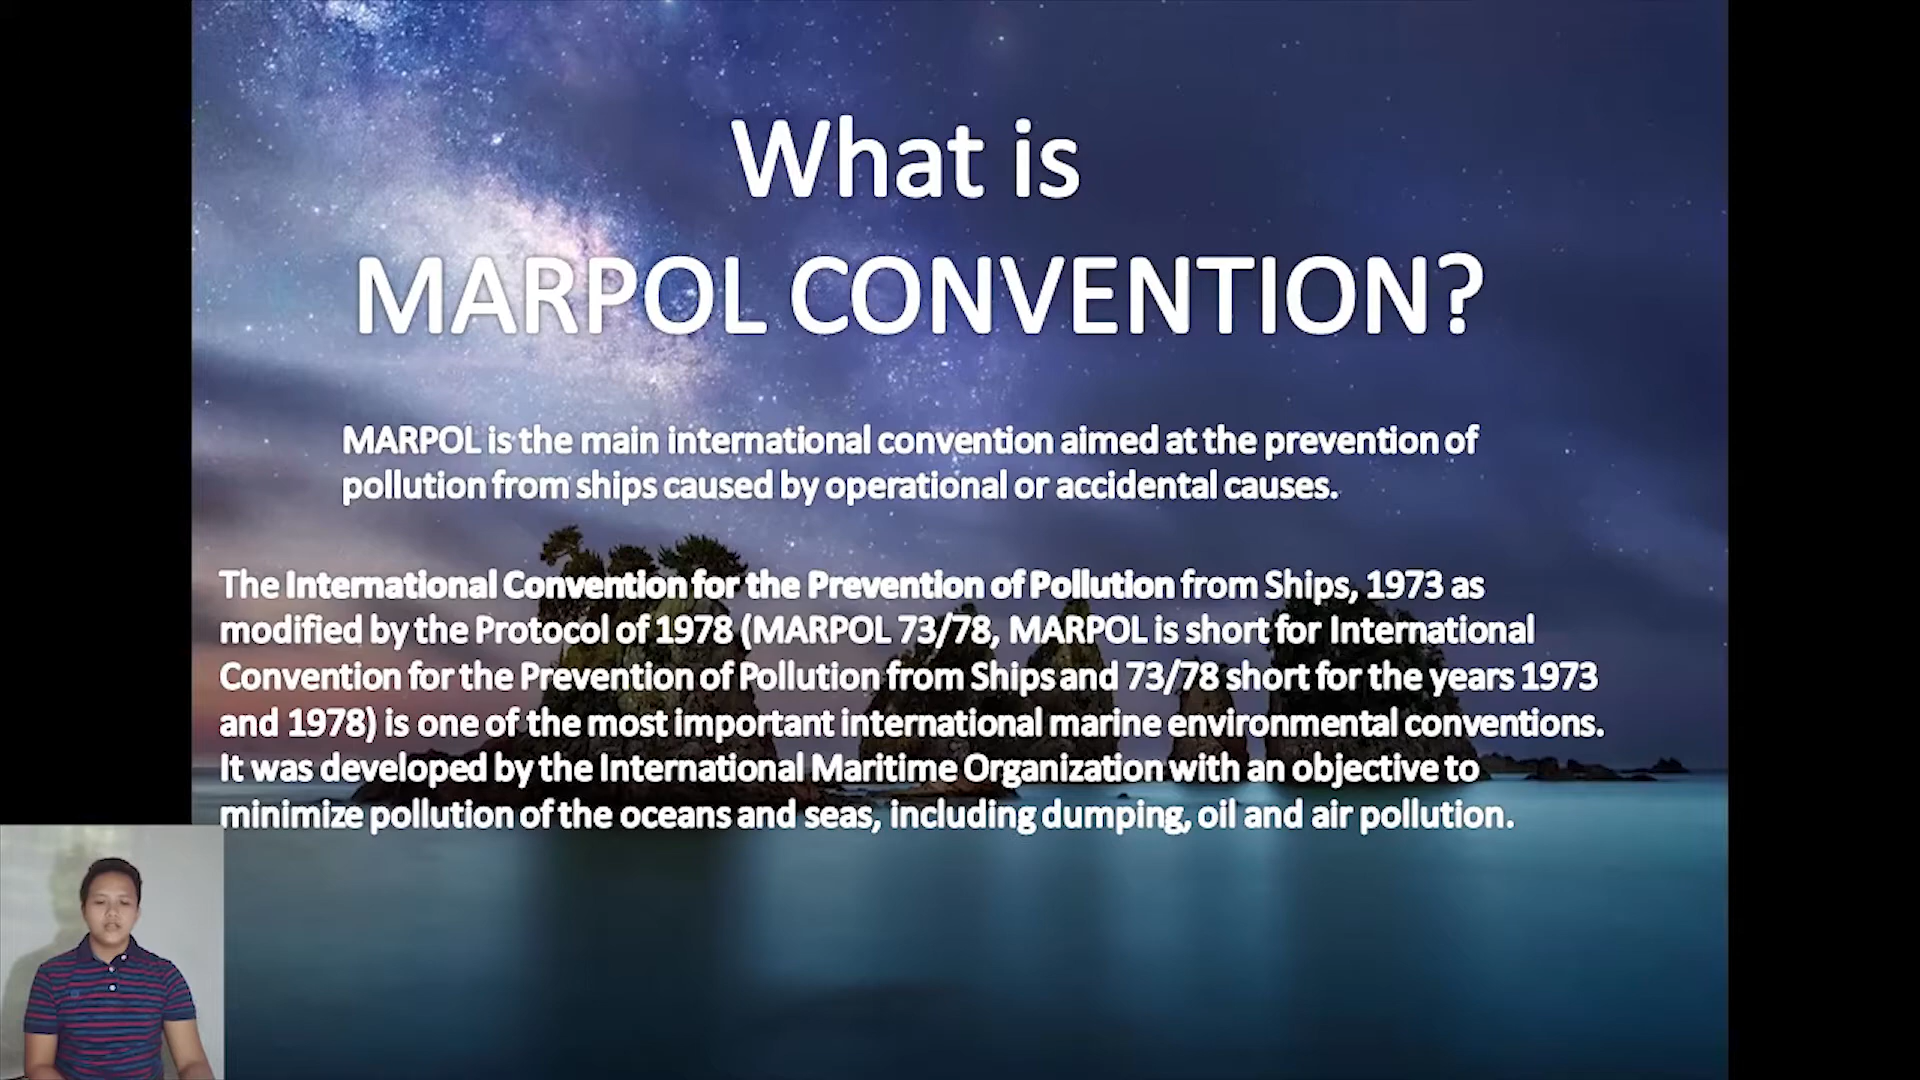 What is
MARPOL CONVENTION?
MARPOL is the main international convention aimed at the prevention of
pollution from ships caused by operational or accidental causes.
The International Convention for the Prevention of Pollution from Ships, 1973 as
modified by the Protocol of 1978 (MARPOL 73/78, MARPOL is short for International
Convention for the Prevention of Pollution from Ships and 73/78 short for the years 1973
and 1978) is one of the most important international marine environmental conventions.
It was developed by the International Maritime Organization with an objective to
minimize pollution of the oceans and seas, including dumping, oil and air pollution.